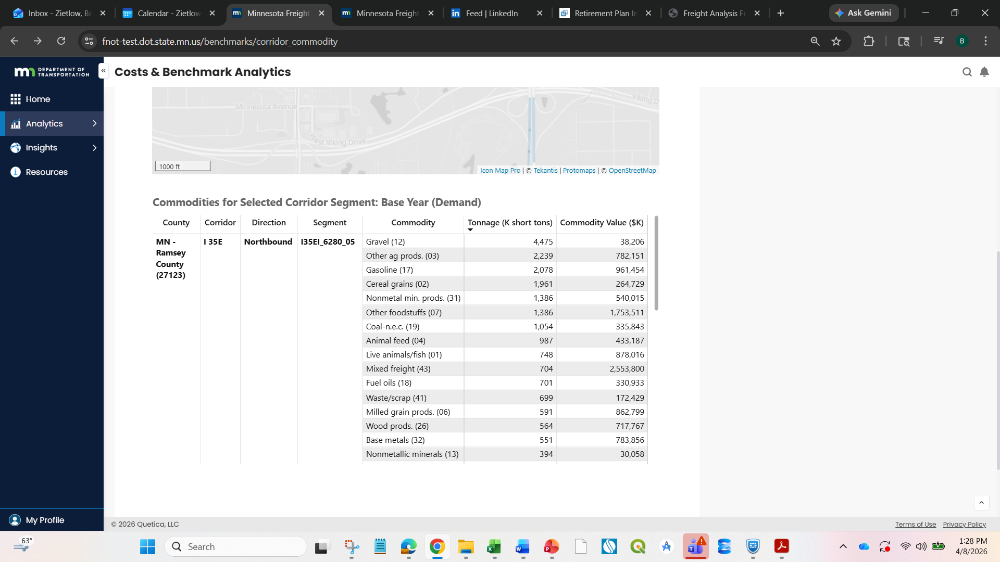 Inbox - Zietlow, Be
Calendar - Zietlow
Minnesota Freight
Minnesota Freight
Feed | LinkedIn
Retirement Plan In
Freight Analysis Fr
Ask Gemini
fnot-test.dot.state.mn.us/benchmarks/corridor_commodity
B
DEPARTMENT OF
TRANSPORTATION
«
Costs & Benchmark Analytics
Home
Analytics
Insights
Resources
My Profile
Minnesota Avenue
Viking D
West Viking Drive
1000 ft
Icon Map Pro | © Tekantis | Protomaps | © OpenStreetMap
Commodities for Selected Corridor Segment: Base Year (Demand)
County Corridor Direction Segment Commodity Tonnage (K short tons) Commodity Value ($K)
MN - I 35E Northbound I35EI_6280_05 Gravel (12) 4,475 38,206
Ramsey
County
(27123)
Other ag prods. (03) 2,239 782,151
Gasoline (17) 2,078 961,454
Cereal grains (02) 1,961 264,729
Nonmetal min. prods. (31) 1,386 540,015
Other foodstuffs (07) 1,386 1,753,511
Coal-n.e.c. (19) 1,054 335,843
Animal feed (04) 987 433,187
Live animals/fish (01) 748 878,016
Mixed freight (43) 704 2,553,800
Fuel oils (18) 701 330,933
Waste/scrap (41) 699 172,429
Milled grain prods. (06) 591 862,799
Wood prods. (26) 564 717,767
Base metals (32) 551 783,856
Nonmetallic minerals (13) 394 30,058
© 2026 Quetica, LLC
Terms of Use Privacy Policy
63°
Search
1:28 PM
4/8/2026